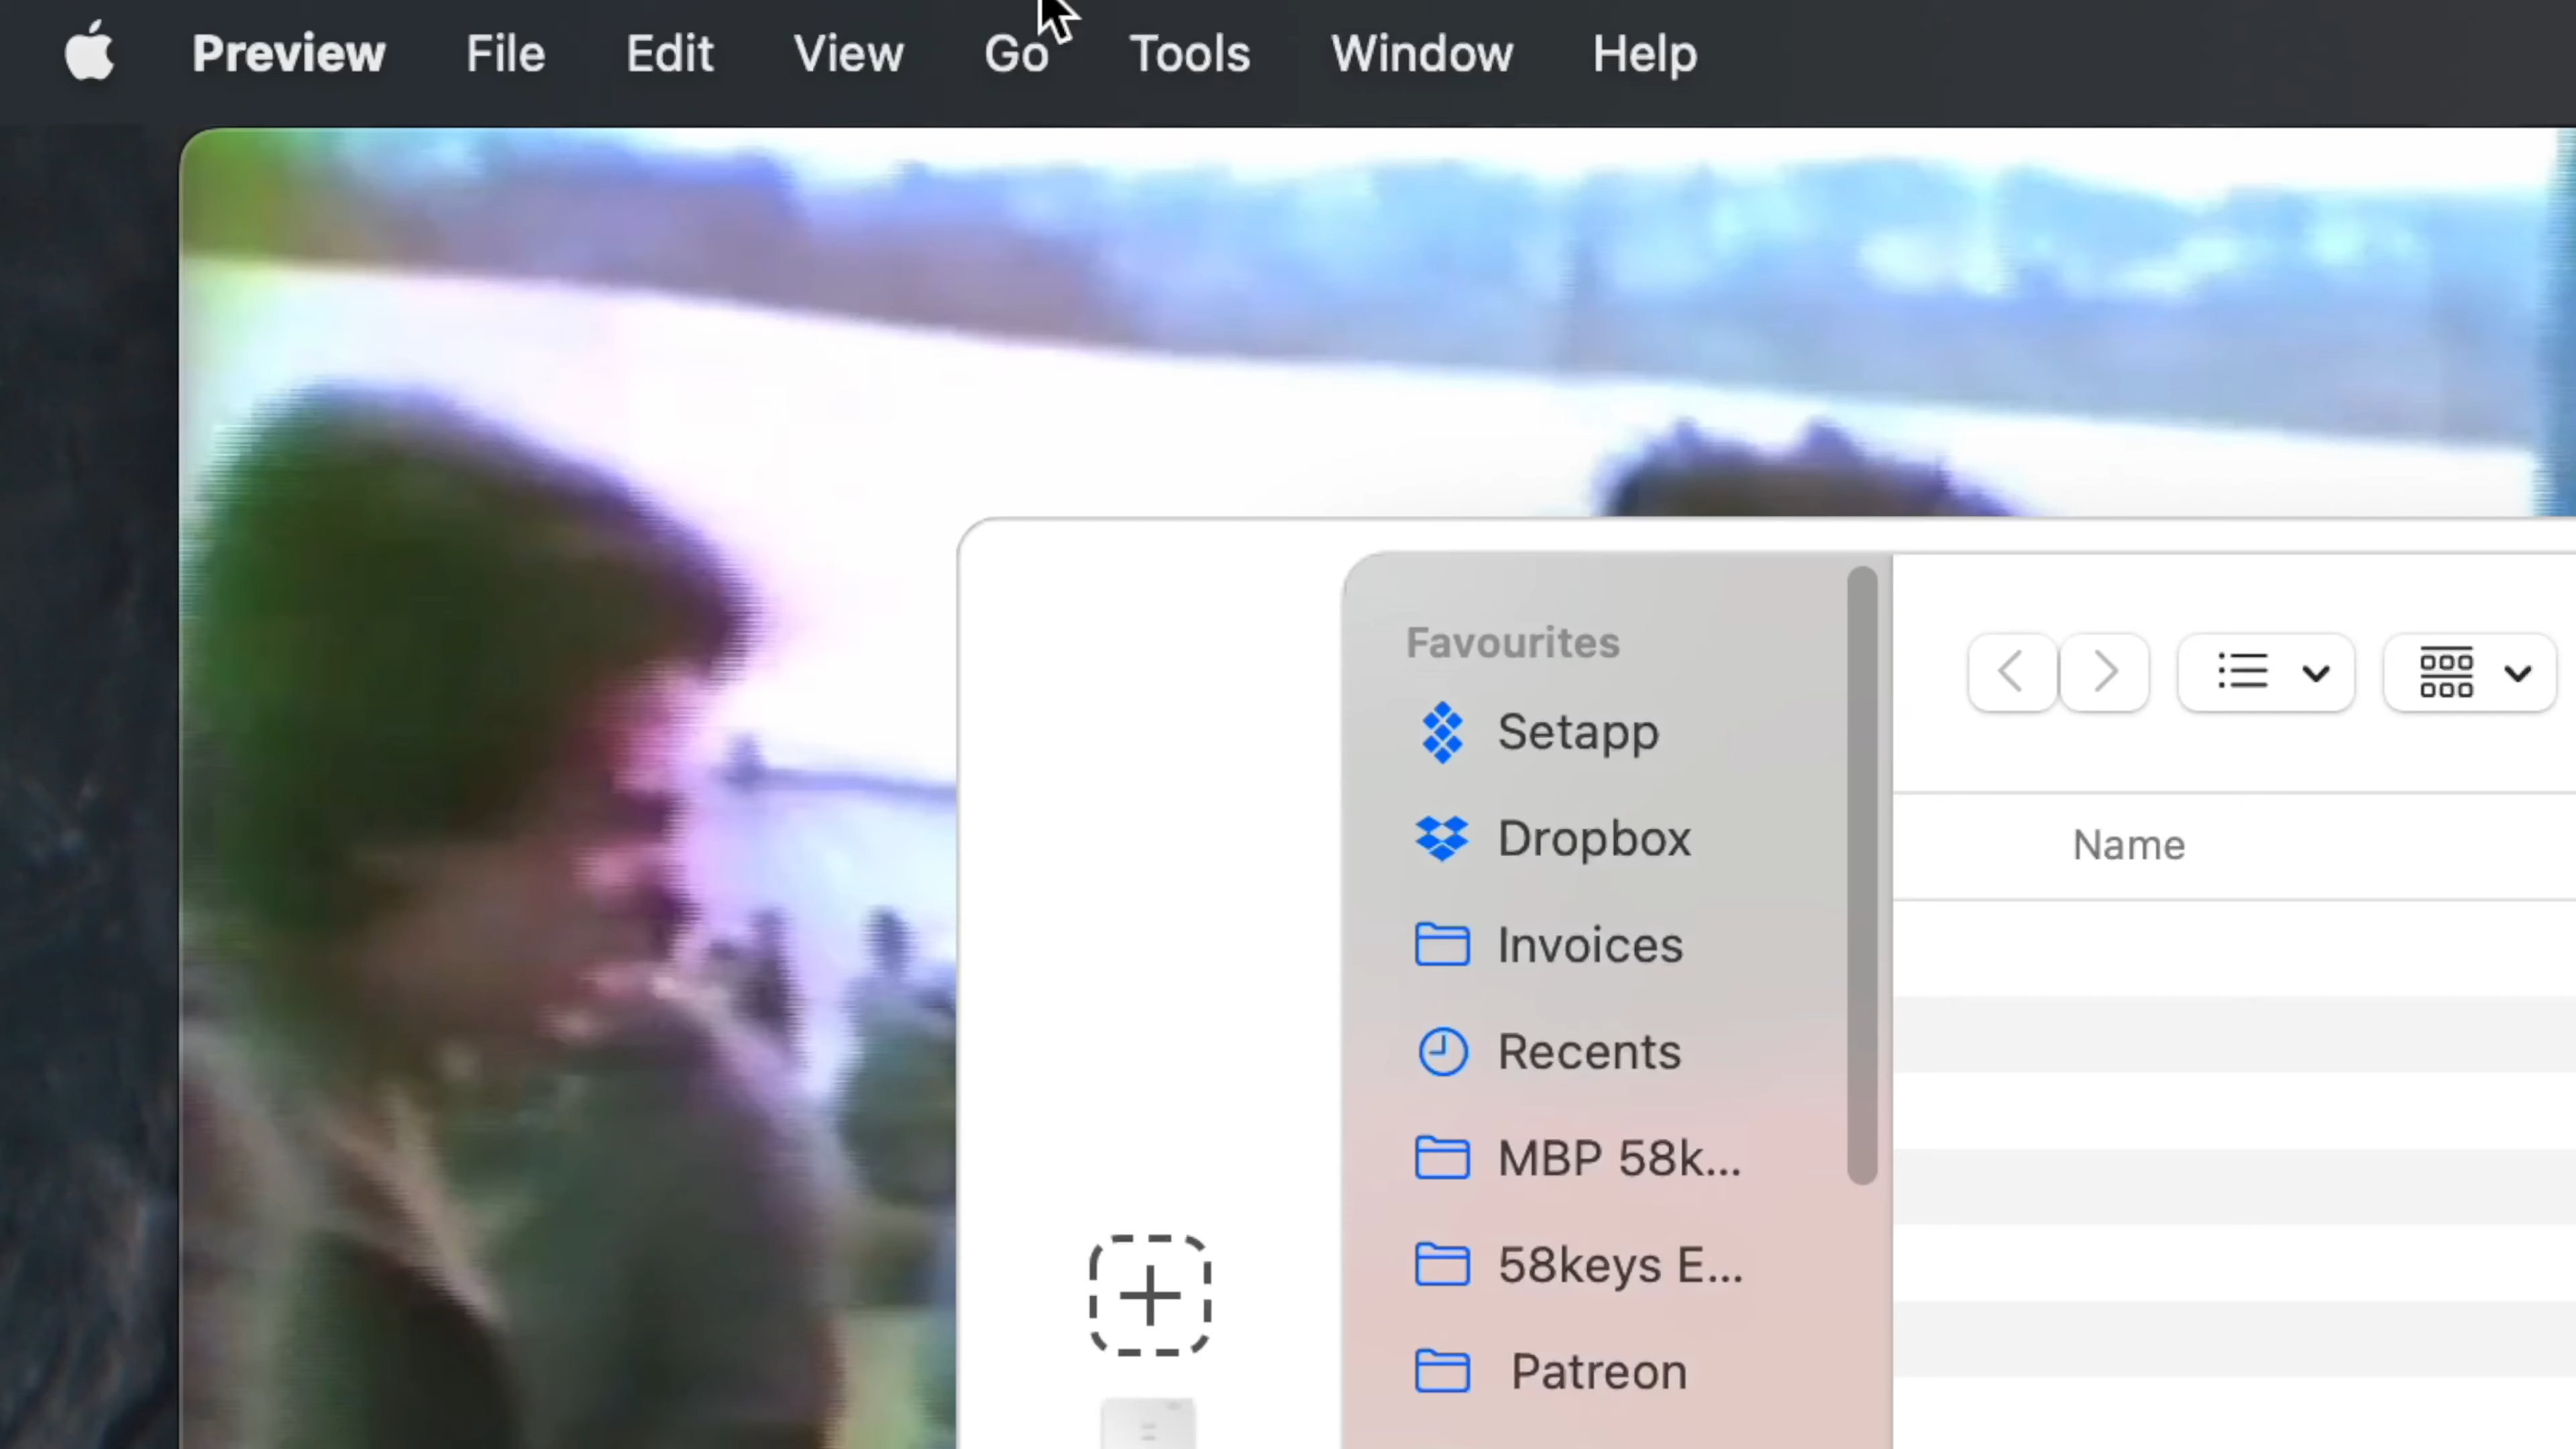 Preview File Edit View Go Tools Window Help
Favourites
Setapp
Dropbox
Invoices
Recents
MBP 58k...
58keys E...
Patreon
Name